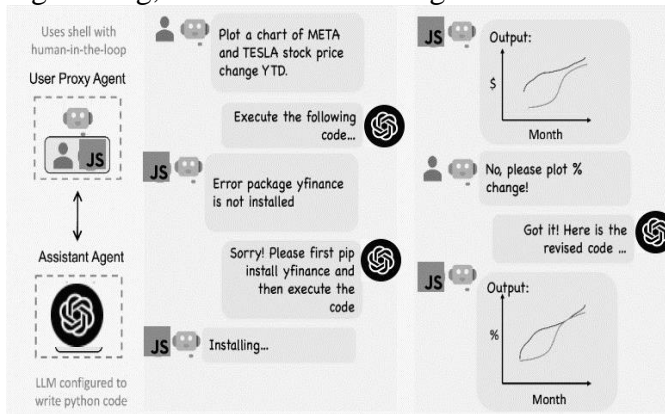 Uses shell with
human-in-the-loop
User Proxy Agent
JS
Assistant Agent
LLM configured to
write python code
Plot a chart of META
and TESLA stock price
change YTD.
Execute the following
code...
JS
Error package yfinance
is not installed
Sorry! Please first pip
install yfinance and
then execute the
code
JS
Installing...
JS
Output:
$
Month
No, please plot %
change!
Got it! Here is the
revised code ...
JS
Output:
%
Month